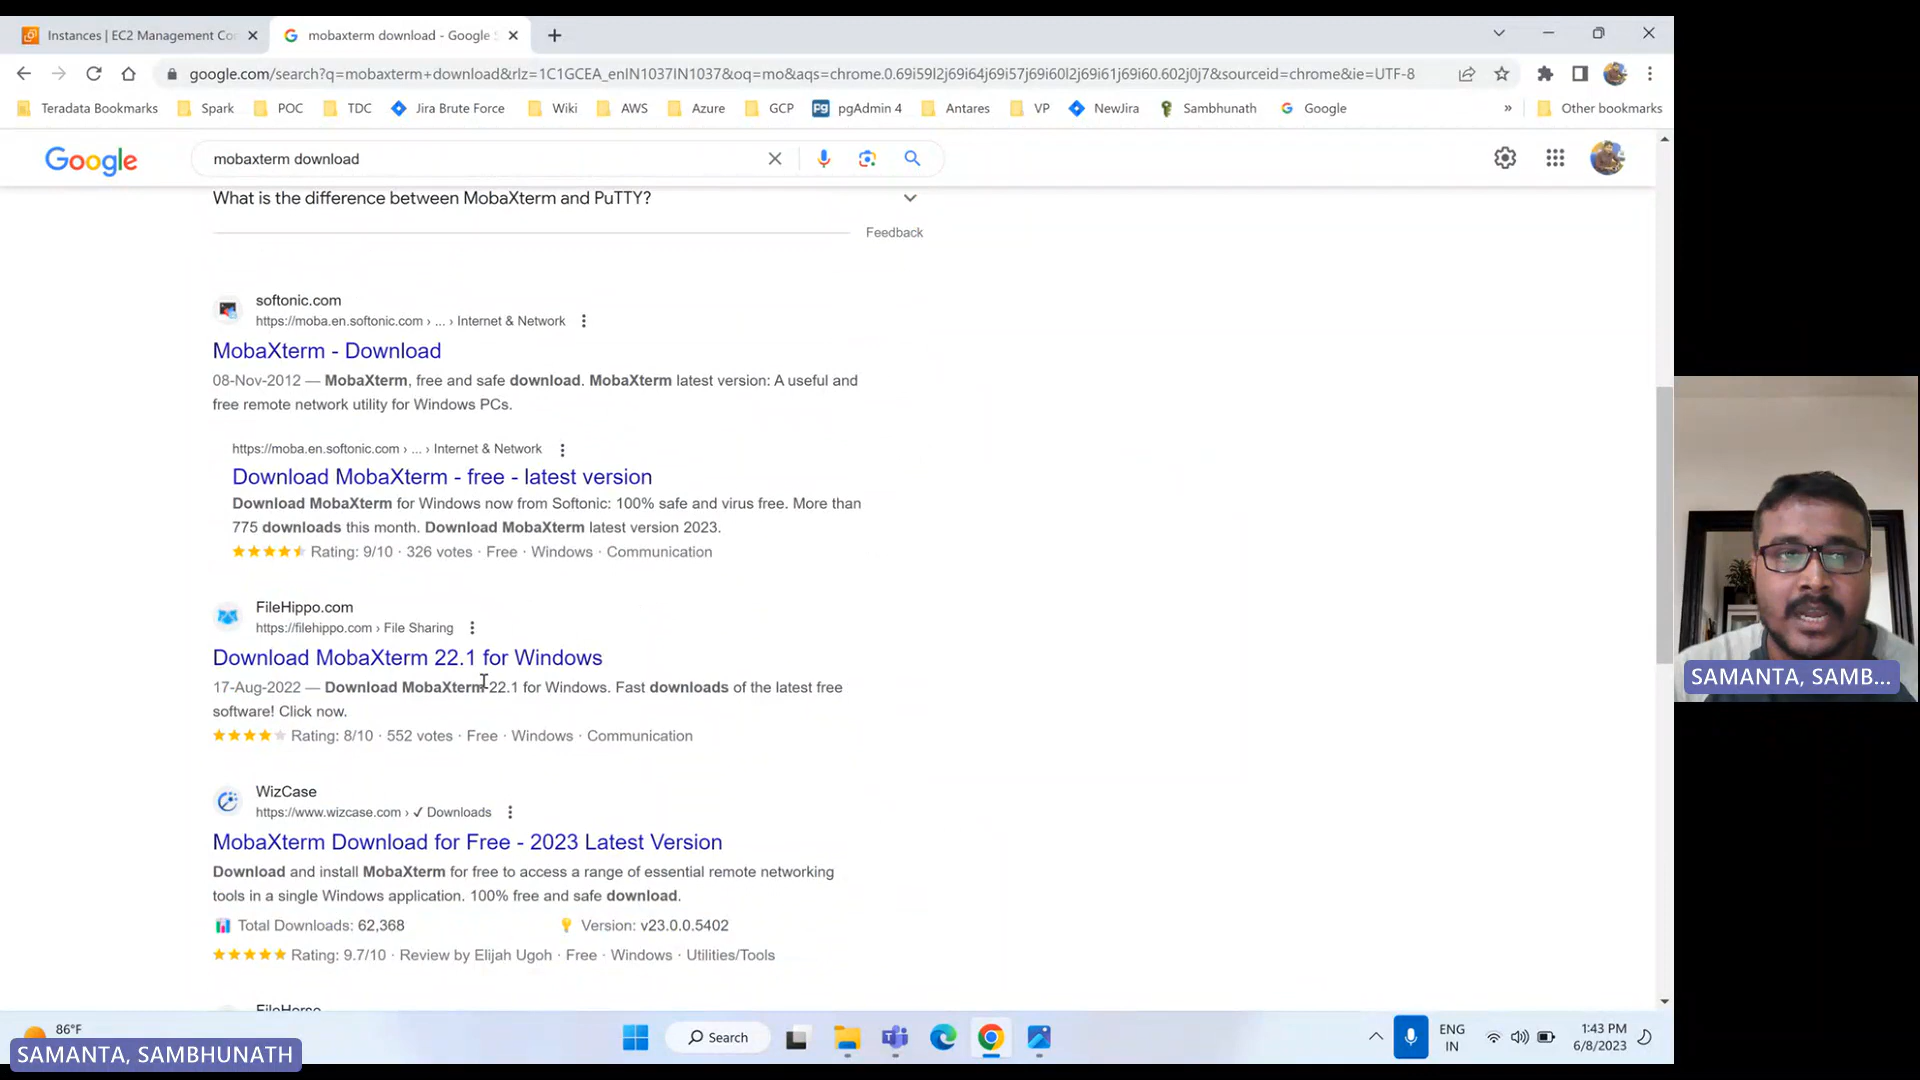 Instances | EC2 Management Co
mobaxterm download - Google S
google.com/search?q=mobaxterm+download&rlz=1C1GCEA_enIN1037IN1037&oq=mo&aqs=chrome.0.69i59l2j69i64j69i57j69i60l2j69i61j69i60.602j0j7&sourceid=chrome&ie=UTF-8
Teradata Bookmarks Spark POC TDC Jira Brute Force Wiki AWS Azure GCP pgAdmin 4 Antares VP NewJira Sambhunath Google » Other bookmarks
Google mobaxterm download
What is the difference between MobaXterm and PuTTY?
Feedback
softonic.com
https://moba.en.softonic.com › ... › Internet & Network
MobaXterm - Download
08-Nov-2012 — MobaXterm, free and safe download. MobaXterm latest version: A useful and
free remote network utility for Windows PCs.
https://moba.en.softonic.com › ... › Internet & Network
Download MobaXterm - free - latest version
Download MobaXterm for Windows now from Softonic: 100% safe and virus free. More than
775 downloads this month. Download MobaXterm latest version 2023.
Rating: 9/10 · 326 votes · Free · Windows · Communication
FileHippo.com
https://filehippo.com › File Sharing
Download MobaXterm 22.1 for Windows
17-Aug-2022 — Download MobaXterm 22.1 for Windows. Fast downloads of the latest free
software! Click now.
Rating: 8/10 · 552 votes · Free · Windows · Communication
WizCase
https://www.wizcase.com › ✓ Downloads
MobaXterm Download for Free - 2023 Latest Version
Download and install MobaXterm for free to access a range of essential remote networking
tools in a single Windows application. 100% free and safe download.
Total Downloads: 62,368 Version: v23.0.0.5402
Rating: 9.7/10 · Review by Elijah Ugoh · Free · Windows · Utilities/Tools
FileHorse
86°F
Search
ENG
IN
1:43 PM
6/8/2023
SAMANTA, SAMBHUNATH
SAMANTA, SAMB...